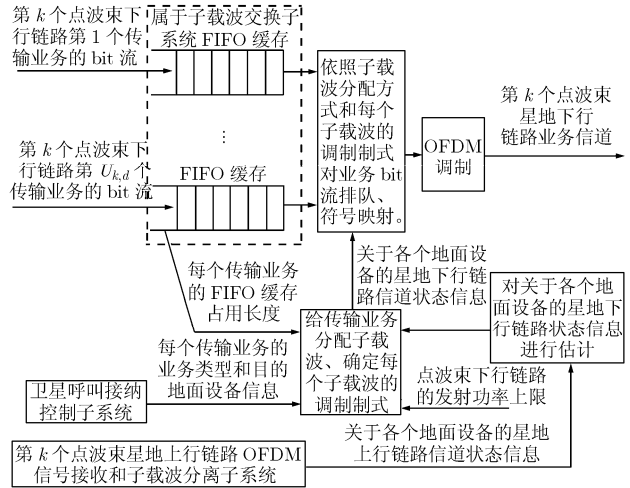 第 k 个点波束下
行链路第 1 个传
输业务的 bit 流
属于子载波交换子
系统 FIFO 缓存
⋮
第 k 个点波束下
行链路第 U_{k,d} 个
传输业务的 bit 流
FIFO 缓存
依照子载
波分配方
式和每个
子载波的
调制制式
对业务 bit
流排队、
符号映射。
OFDM
调制
第 k 个点波束
星地下行
链路业务信道
每个传输业务
的 FIFO 缓存
占用长度
关于各个地面设
备的星地下行链
路信道状态信息
对关于各个地
面设备的星地下
行链路状态信息
进行估计
每个传输业务的
业务类型和目的
地面设备信息
给传输业务
分配子载
波、确定每
个子载波的
调制制式
点波束下行链路
的发射功率上限
卫星呼叫接纳
控制子系统
关于各个地面设备的星地
上行链路信道状态信息
第 k 个点波束星地上行链路 OFDM
信号接收和子载波分离子系统